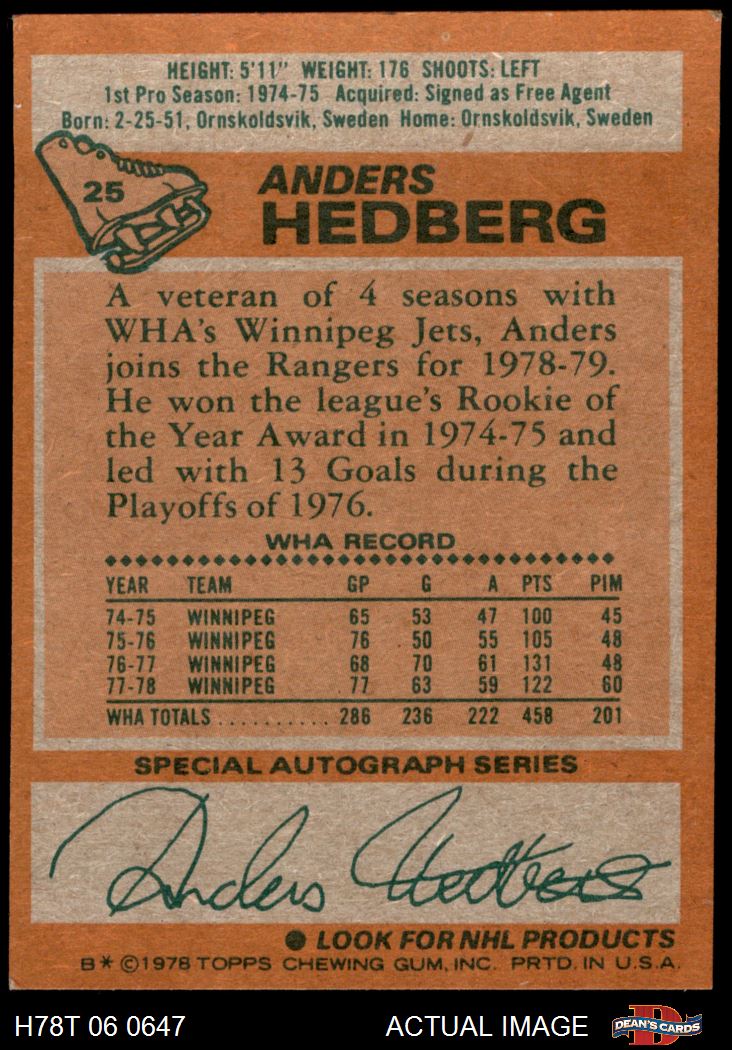 HEIGHT: 5'11" WEIGHT: 176 SHOOTS: LEFT
1st Pro Season: 1974-75 Acquired: Signed as Free Agent
Born: 2-25-51, Ornskoldsvik, Sweden Home: Ornskoldsvik, Sweden
25
ANDERS
HEDBERG
A veteran of 4 seasons with
WHA's Winnipeg Jets, Anders
joins the Rangers for 1978-79.
He won the league's Rookie of
the Year Award in 1974-75 and
led with 13 Goals during the
Playoffs of 1976.
WHA RECORD
YEAR TEAM GP G A PTS PIM
74-75 WINNIPEG 65 53 47 100 45
75-76 WINNIPEG 76 50 55 105 48
76-77 WINNIPEG 68 70 61 131 48
77-78 WINNIPEG 77 63 59 122 60
WHA TOTALS .......... 286 236 222 458 201
SPECIAL AUTOGRAPH SERIES
Anders Hedberg
● LOOK FOR NHL PRODUCTS
B* ©1978 TOPPS CHEWING GUM, INC. PRTD. IN U.S.A.
H78T 06 0647 ACTUAL IMAGE
D
DEAN'S CARDS